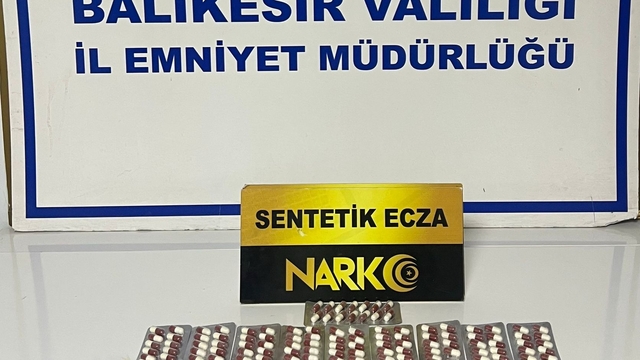 BALIKESİR VALİLİĞİ
İL EMNİYET MÜDÜRLÜĞÜ
SENTETİK ECZA
NARKO